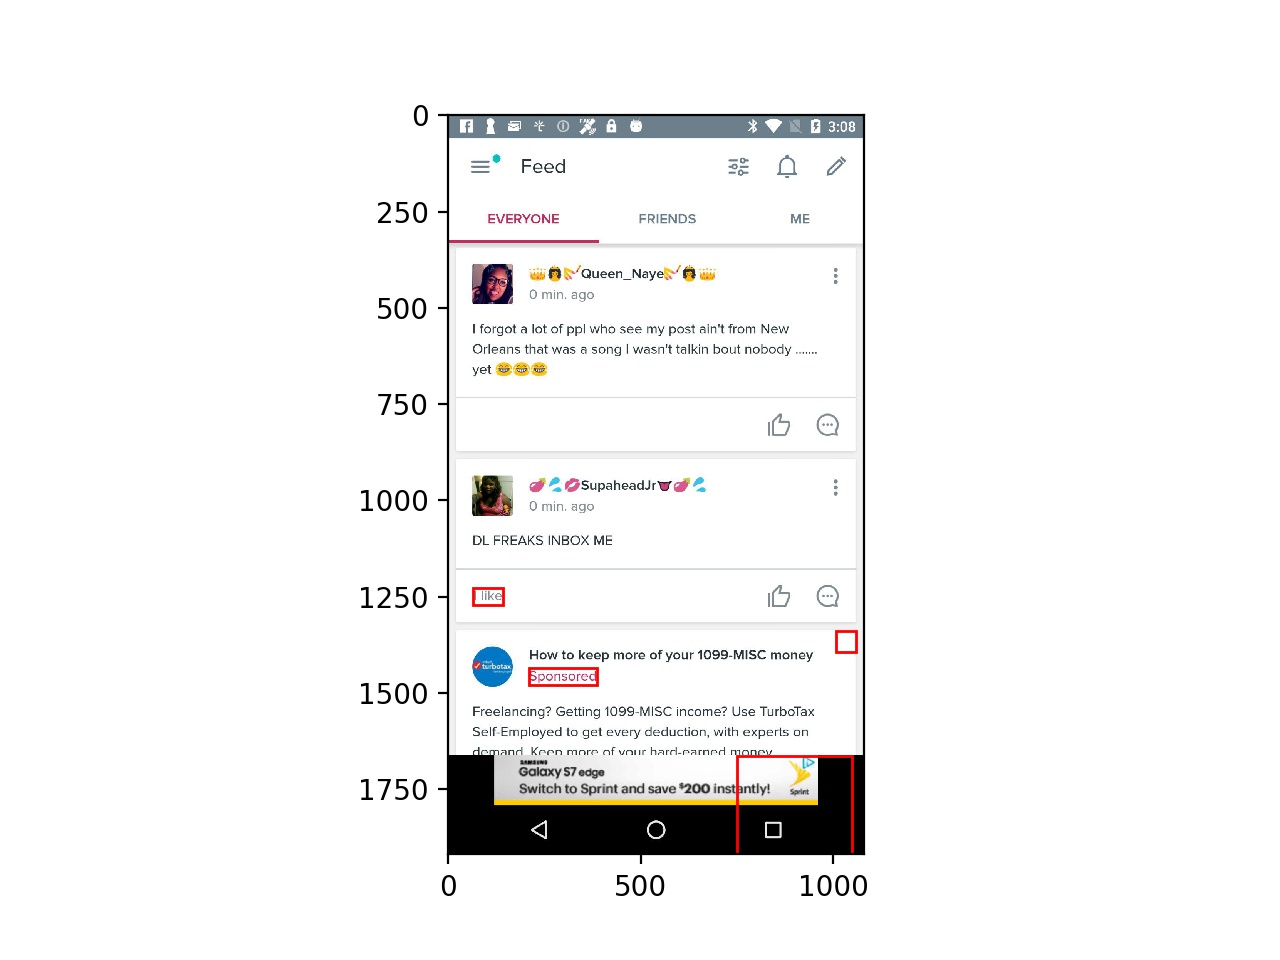 0
250
500
750
1000
1250
1500
1750
0 500 1000
3:08
Feed
EVERYONE FRIENDS ME
👑👸💅Queen_Naye💅👸👑
0 min. ago
I forgot a lot of ppl who see my post ain't from New
Orleans that was a song I wasn't talkin bout nobody .......
yet 😂😂😂
🍆💦💋SupaheadJr👅🍆💦
0 min. ago
DL FREAKS INBOX ME
like
turbotax
How to keep more of your 1099-MISC money
Sponsored
Freelancing? Getting 1099-MISC income? Use TurboTax
Self-Employed to get every deduction, with experts on
demand. Keep more of your hard-earned money
SAMSUNG
Galaxy S7 edge
Switch to Sprint and save $200 instantly!
Sprint